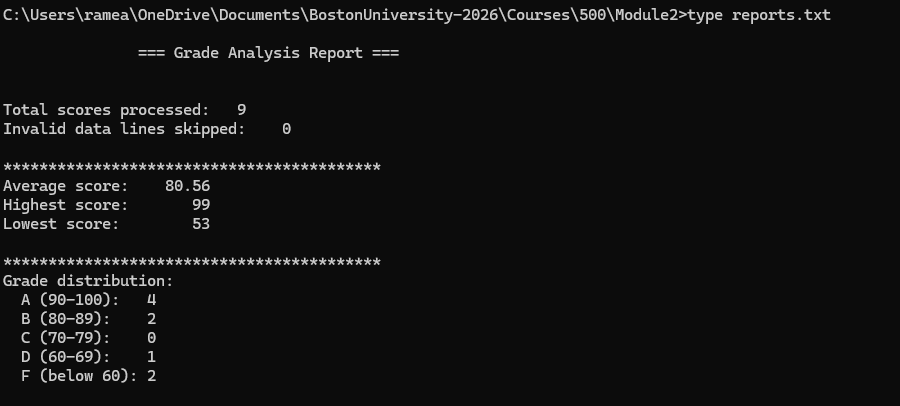 C:\Users\ramea\OneDrive\Documents\BostonUniversity-2026\Courses\500\Module2>type reports.txt
=== Grade Analysis Report ===
Total scores processed:   9
Invalid data lines skipped:    0
******************************************
Average score:    80.56
Highest score:       99
Lowest score:        53
******************************************
Grade distribution:
  A (90-100):   4
  B (80-89):    2
  C (70-79):    0
  D (60-69):    1
  F (below 60): 2